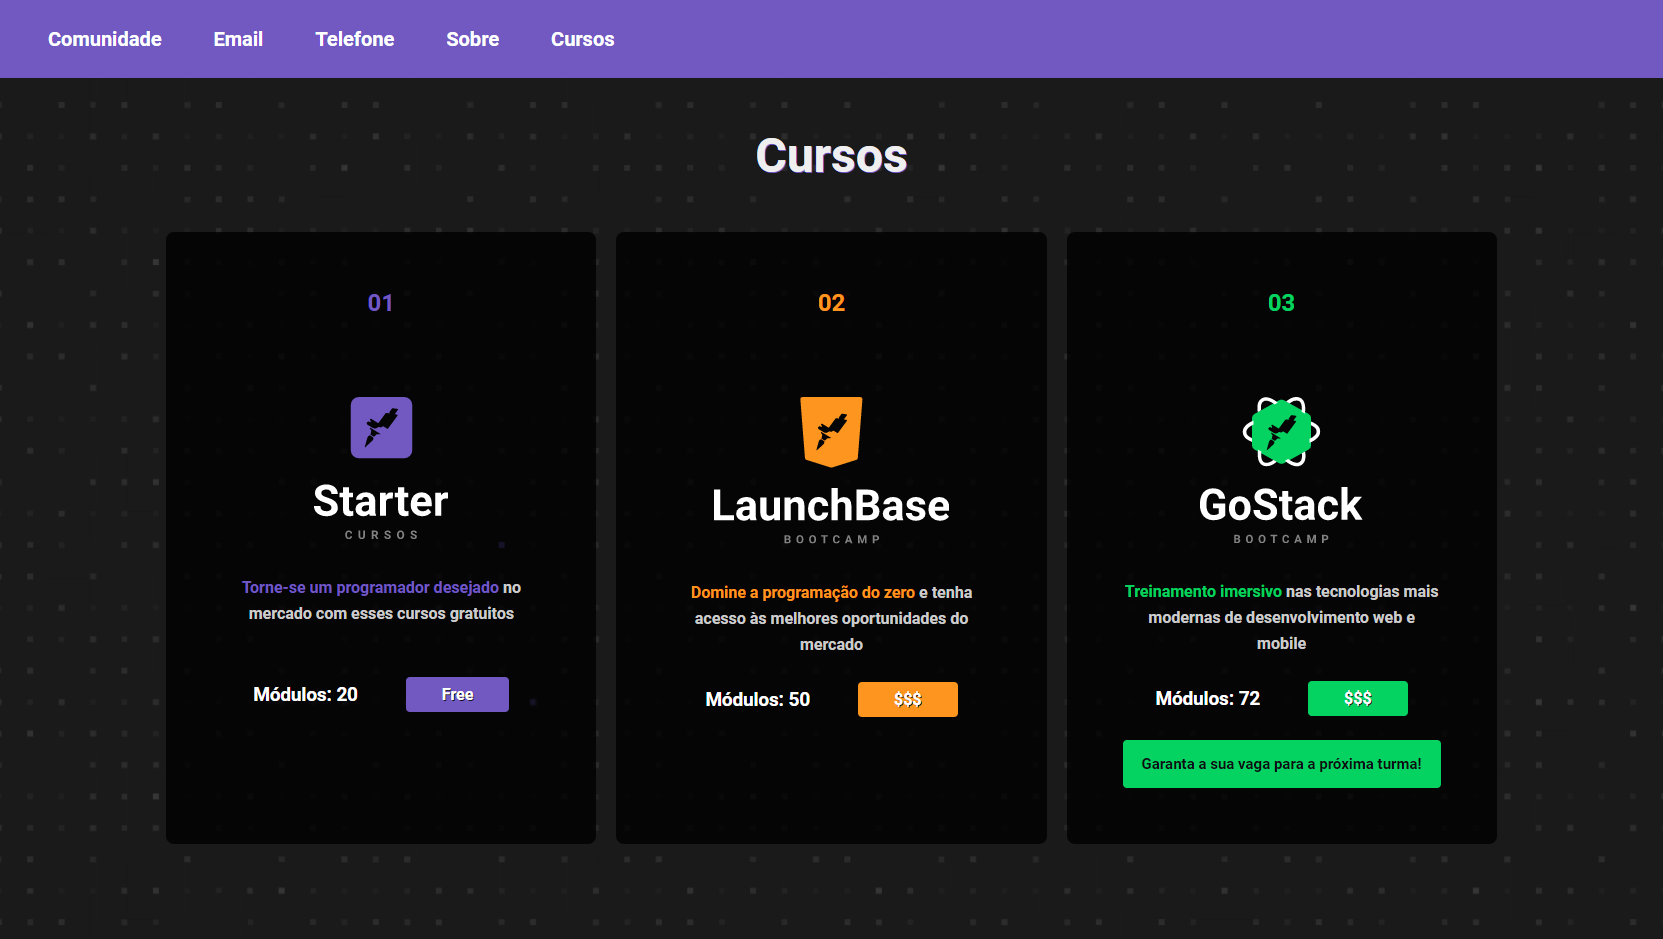 Comunidade Email Telefone Sobre Cursos
Cursos
01
Starter
CURSOS
Torne-se um programador desejado no
mercado com esses cursos gratuitos
Módulos: 20 Free
02
LaunchBase
BOOTCAMP
Domine a programação do zero e tenha
acesso às melhores oportunidades do
mercado
Módulos: 50 $$$
03
GoStack
BOOTCAMP
Treinamento imersivo nas tecnologias mais
modernas de desenvolvimento web e
mobile
Módulos: 72 $$$
Garanta a sua vaga para a próxima turma!